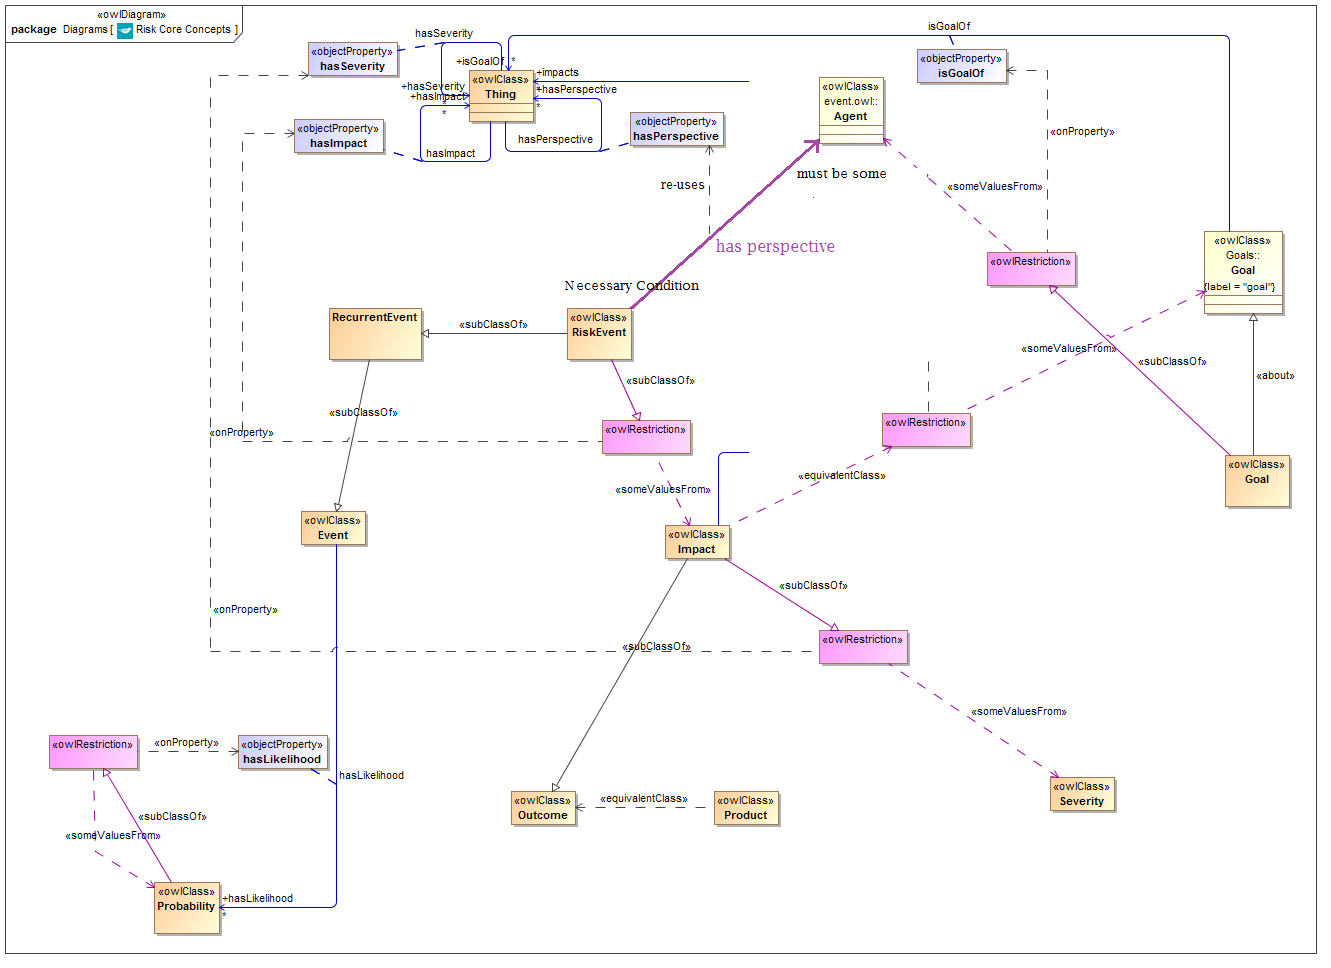 «owlDiagram»
package Diagrams [ Risk Core Concepts ]
isGoalOf
hasSeverity
«objectProperty»
hasSeverity
+isGoalOf *
«objectProperty»
isGoalOf
+impacts
«owlClass»
Thing
+hasSeverity
*
+hasImpact
*
*
+hasPerspective
*
«owlClass»
event.owl::
Agent
«objectProperty»
hasImpact
hasImpact
hasPerspective
«objectProperty»
hasPerspective
«onProperty»
must be some
re-uses
«someValuesFrom»
has perspective
«owlRestriction»
«owlClass»
Goals::
Goal
{label = "goal"}
Necessary Condition
RecurrentEvent
«subClassOf»
«owlClass»
RiskEvent
«someValuesFrom»
«subClassOf»
«about»
«subClassOf»
«subClassOf»
«owlRestriction»
«owlRestriction»
«onProperty»
«owlClass»
Goal
«equivalentClass»
«someValuesFrom»
«owlClass»
Event
«owlClass»
Impact
«subClassOf»
«onProperty»
«owlRestriction»
«subClassOf»
«someValuesFrom»
«owlRestriction»
«onProperty»
«objectProperty»
hasLikelihood
hasLikelihood
«owlClass»
Outcome
«equivalentClass»
«owlClass»
Product
«owlClass»
Severity
«subClassOf»
«someValuesFrom»
«owlClass»
Probability
+hasLikelihood
*